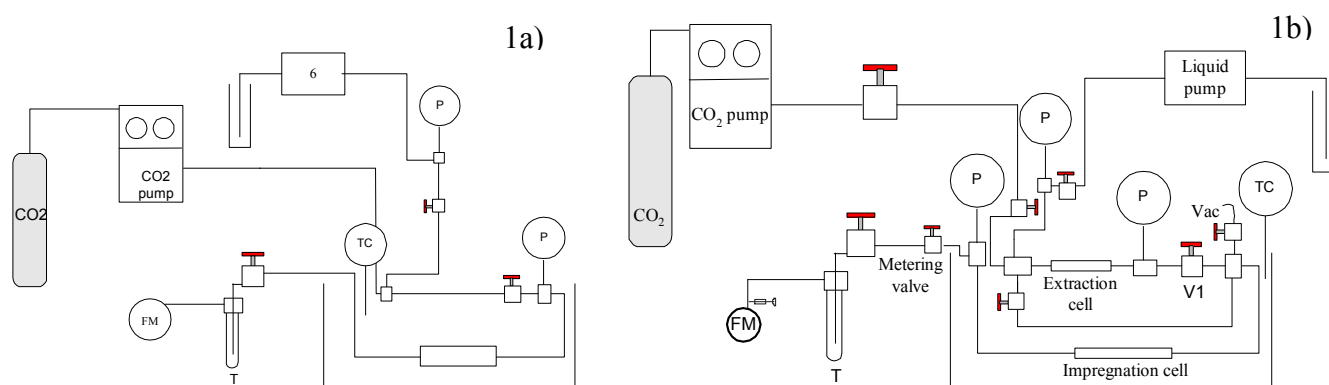 1a)
6
P
CO2
pump
CO2
TC
P
FM
T
1b)
Liquid
pump
CO₂ pump
P
P
P
TC
Vac
CO₂
Metering
valve
Extraction
cell
V1
FM
T
Impregnation cell